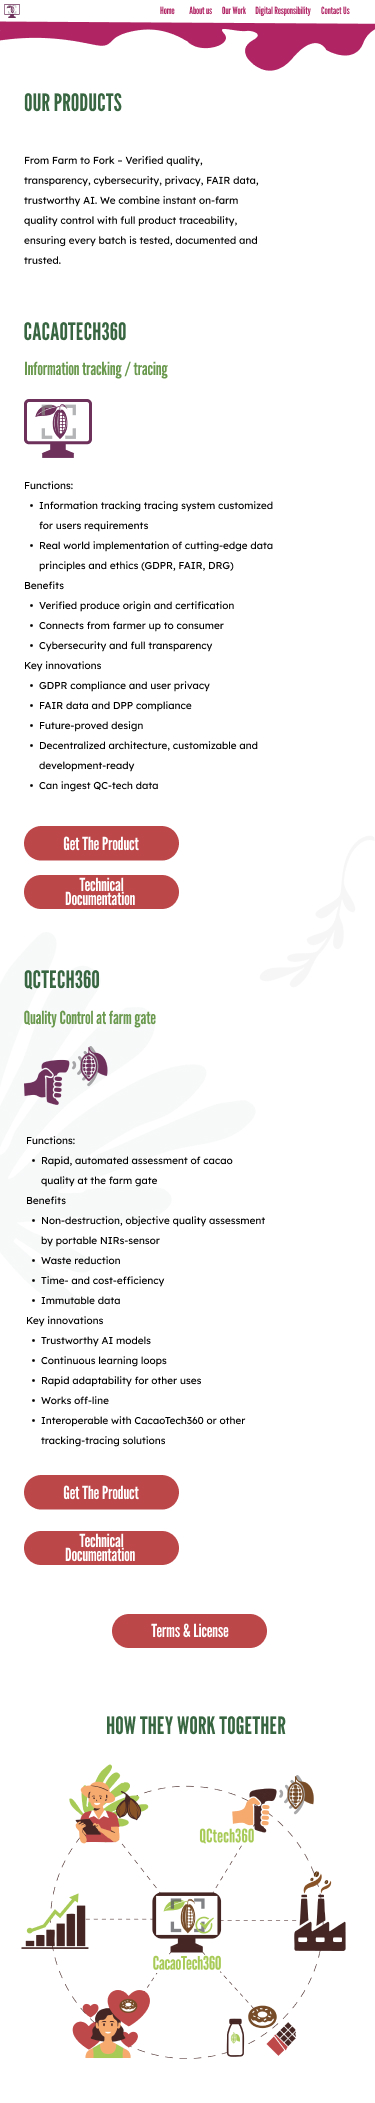 Home About us Our Work Digital Responsibility Contact Us
OUR PRODUCTS
From Farm to Fork – Verified quality,
transparency, cybersecurity, privacy, FAIR data,
trustworthy AI. We combine instant on-farm
quality control with full product traceability,
ensuring every batch is tested, documented and
trusted.
CACAOTECH360
Information tracking / tracing
Functions:
• Information tracking tracing system customized
for users requirements
• Real world implementation of cutting-edge data
principles and ethics (GDPR, FAIR, DRG)
Benefits
• Verified produce origin and certification
• Connects from farmer up to consumer
• Cybersecurity and full transparency
Key innovations
• GDPR compliance and user privacy
• FAIR data and DPP compliance
• Future-proved design
• Decentralized architecture, customizable and
development-ready
• Can ingest QC-tech data
Get The Product
Technical
Documentation
QCTECH360
Quality Control at farm gate
Functions:
• Rapid, automated assessment of cacao
quality at the farm gate
Benefits
• Non-destruction, objective quality assessment
by portable NIRs-sensor
• Waste reduction
• Time- and cost-efficiency
• Immutable data
Key innovations
• Trustworthy AI models
• Continuous learning loops
• Rapid adaptability for other uses
• Works off-line
• Interoperable with CacaoTech360 or other
tracking-tracing solutions
Get The Product
Technical
Documentation
Terms & License
HOW THEY WORK TOGETHER
QCtech360
CacaoTech360